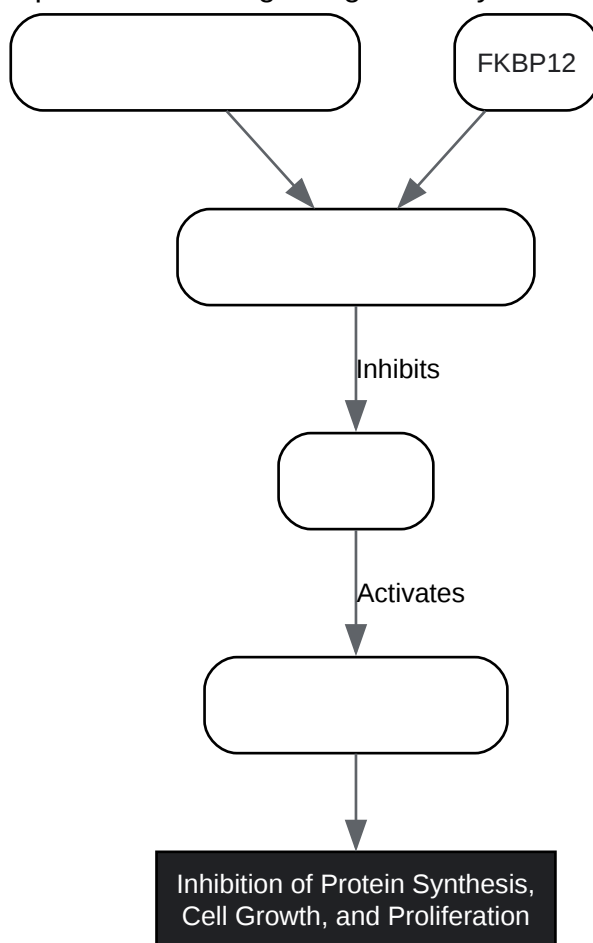 FKBP12
Inhibits
Activates
Inhibition of Protein Synthesis,
Cell Growth, and Proliferation